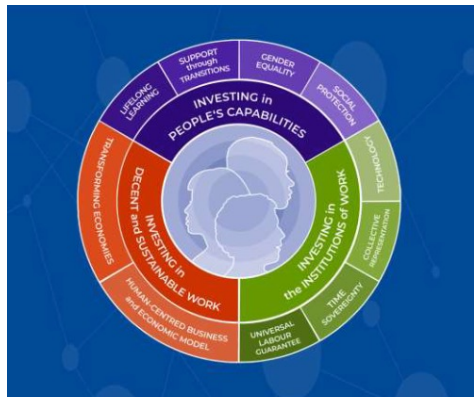 LIFELONG
LEARNING
SUPPORT
through
TRANSITIONS
GENDER
EQUALITY
SOCIAL
PROTECTION
INVESTING in
PEOPLE'S CAPABILITIES
TECHNOLOGY
COLLECTIVE
REPRESENTATION
TIME
SOVEREIGNTY
UNIVERSAL
LABOUR
GUARANTEE
INVESTING in
the INSTITUTIONS of WORK
TRANSFORMING ECONOMIES
HUMAN-CENTRED BUSINESS
and ECONOMIC MODEL
INVESTING in
DECENT and SUSTAINABLE WORK